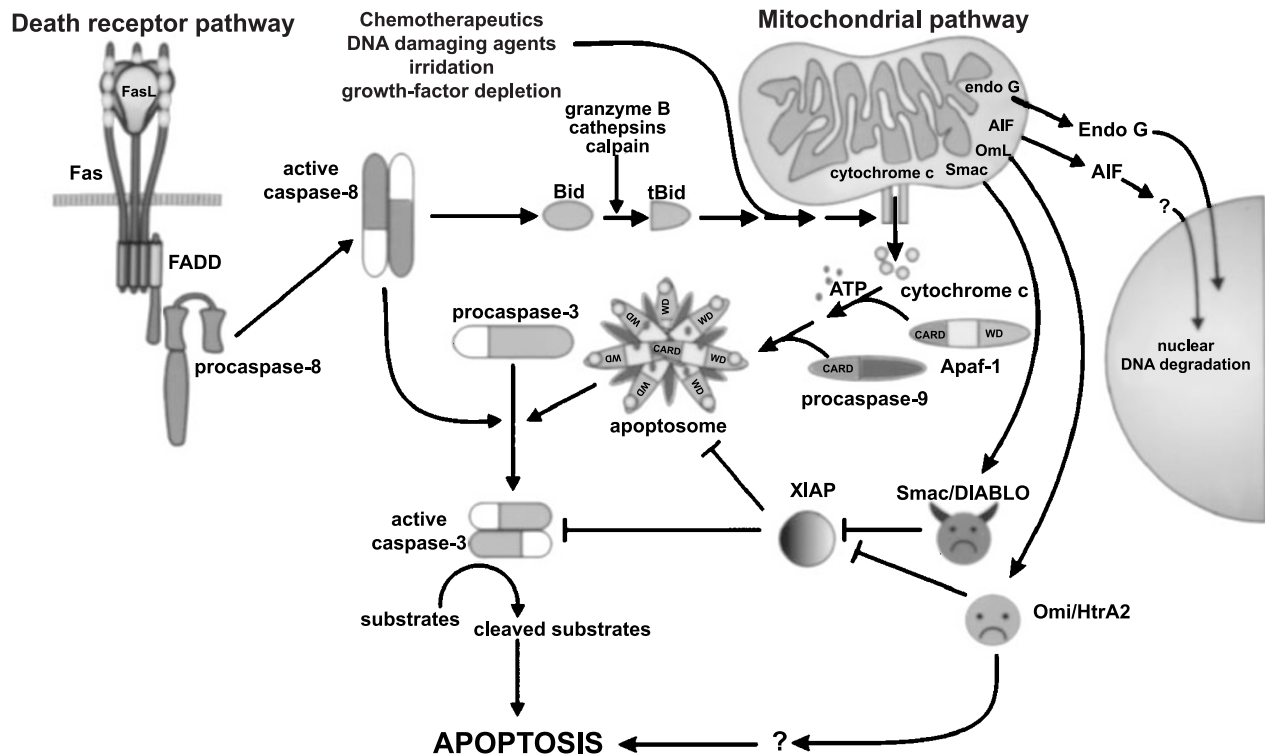 Death receptor pathway
Chemotherapeutics
DNA damaging agents
irridation
growth-factor depletion
Mitochondrial pathway
FasL
Fas
FADD
procaspase-8
active
caspase-8
granzyme B
cathepsins
calpain
Bid
tBid
endo G
AIF
OmL
Smac
cytochrome c
Endo G
AIF
?
nuclear
DNA degradation
ATP
cytochrome c
CARD
WD
Apaf-1
CARD
procaspase-9
procaspase-3
WD
WD
WD
WD
WD
WD
WD
CARD
apoptosome
active
caspase-3
XIAP
Smac/DIABLO
Omi/HtrA2
substrates
cleaved substrates
APOPTOSIS
?